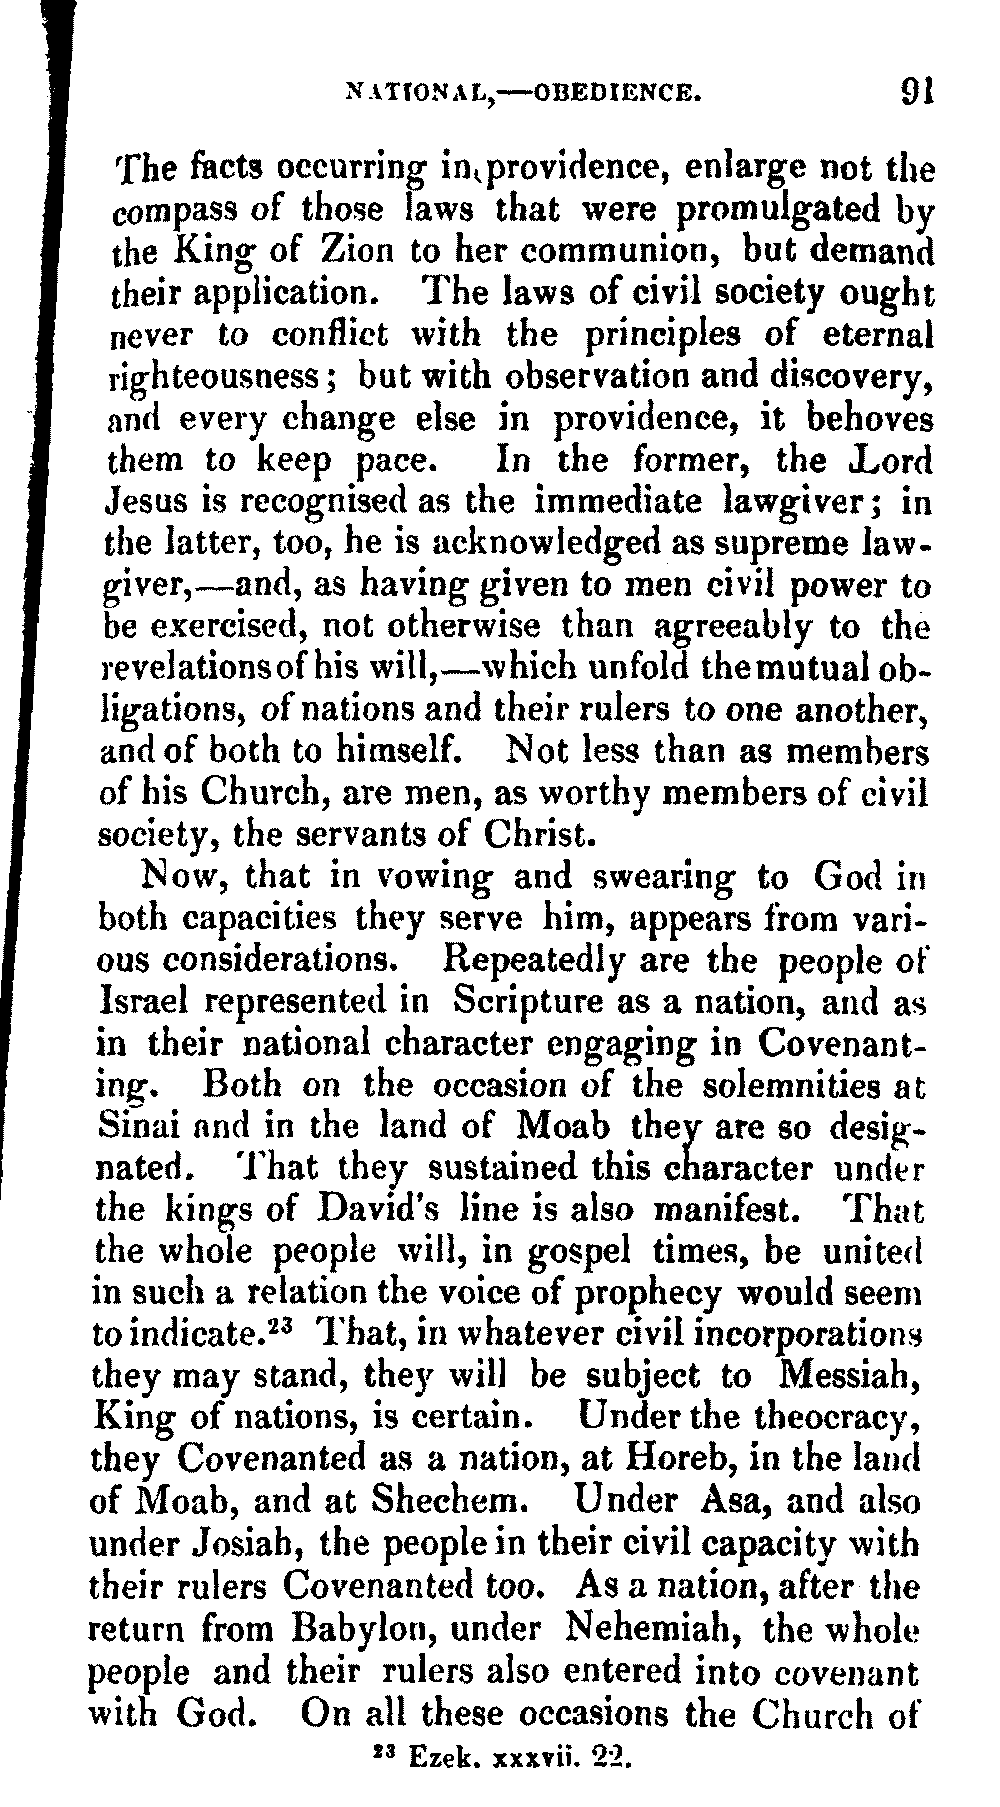 NATIONAL,—OBEDIENCE. 91
The facts occurring in providence, enlarge not the
compass of those laws that were promulgated by
the King of Zion to her communion, but demand
their application. The laws of civil society ought
never to conflict with the principles of eternal
righteousness; but with observation and discovery,
and every change else in providence, it behoves
them to keep pace. In the former, the Lord
Jesus is recognised as the immediate lawgiver; in
the latter, too, he is acknowledged as supreme law-
giver,—and, as having given to men civil power to
be exercised, not otherwise than agreeably to the
revelations of his will,—which unfold the mutual ob-
ligations, of nations and their rulers to one another,
and of both to himself. Not less than as members
of his Church, are men, as worthy members of civil
society, the servants of Christ.
Now, that in vowing and swearing to God in
both capacities they serve him, appears from vari-
ous considerations. Repeatedly are the people of
Israel represented in Scripture as a nation, and as
in their national character engaging in Covenant-
ing. Both on the occasion of the solemnities at
Sinai and in the land of Moab they are so desig-
nated. That they sustained this character under
the kings of David's line is also manifest. That
the whole people will, in gospel times, be united
in such a relation the voice of prophecy would seem
to indicate.²³ That, in whatever civil incorporations
they may stand, they will be subject to Messiah,
King of nations, is certain. Under the theocracy,
they Covenanted as a nation, at Horeb, in the land
of Moab, and at Shechem. Under Asa, and also
under Josiah, the people in their civil capacity with
their rulers Covenanted too. As a nation, after the
return from Babylon, under Nehemiah, the whole
people and their rulers also entered into covenant
with God. On all these occasions the Church of
²³ Ezek. xxxvii. 22.